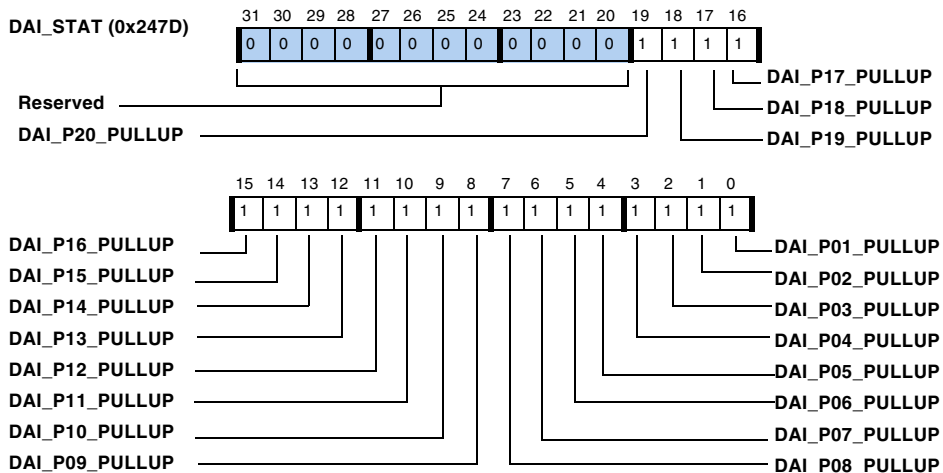 DAI_STAT (0x247D)
31 30 29 28 27 26 25 24 23 22 21 20 19 18 17 16
0 0 0 0 0 0 0 0 0 0 0 0 1 1 1 1
DAI_P17_PULLUP
Reserved
DAI_P18_PULLUP
DAI_P20_PULLUP
DAI_P19_PULLUP
15 14 13 12 11 10 9 8 7 6 5 4 3 2 1 0
1 1 1 1 1 1 1 1 1 1 1 1 1 1 1 1
DAI_P16_PULLUP
DAI_P01_PULLUP
DAI_P15_PULLUP
DAI_P02_PULLUP
DAI_P14_PULLUP
DAI_P03_PULLUP
DAI_P13_PULLUP
DAI_P04_PULLUP
DAI_P12_PULLUP
DAI_P05_PULLUP
DAI_P11_PULLUP
DAI_P06_PULLUP
DAI_P10_PULLUP
DAI_P07_PULLUP
DAI_P09_PULLUP
DAI_P08_PULLUP